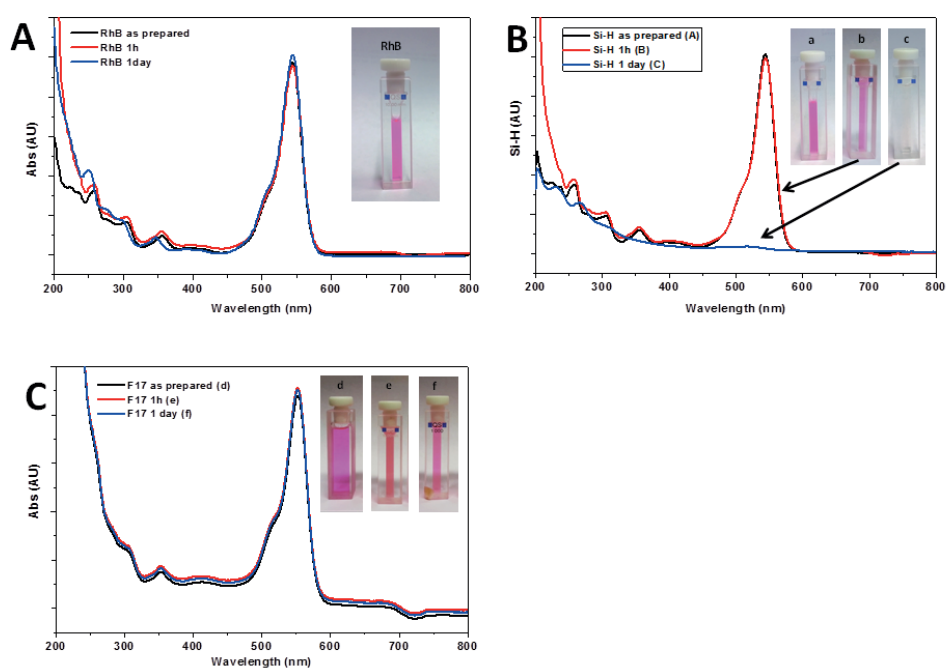 A
RhB as prepared
RhB 1h
RhB 1day
RhB
Abs (AU)
200 300 400 500 600 700 800
Wavelength (nm)
B
Si-H as prepared (A)
Si-H 1h (B)
Si-H 1 day (C)
a b c
Si-H (AU)
200 300 400 500 600 700 800
Wavelength (nm)
C
F17 as prepared (d)
F17 1h (e)
F17 1 day (f)
d e f
Abs (AU)
200 300 400 500 600 700 800
Wavelength (nm)